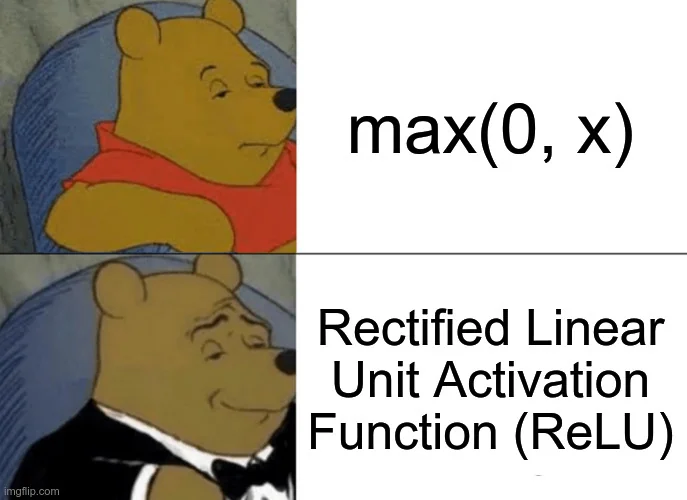 max(0, x)
Rectified Linear
Unit Activation
Function (ReLU)
imgflip.com